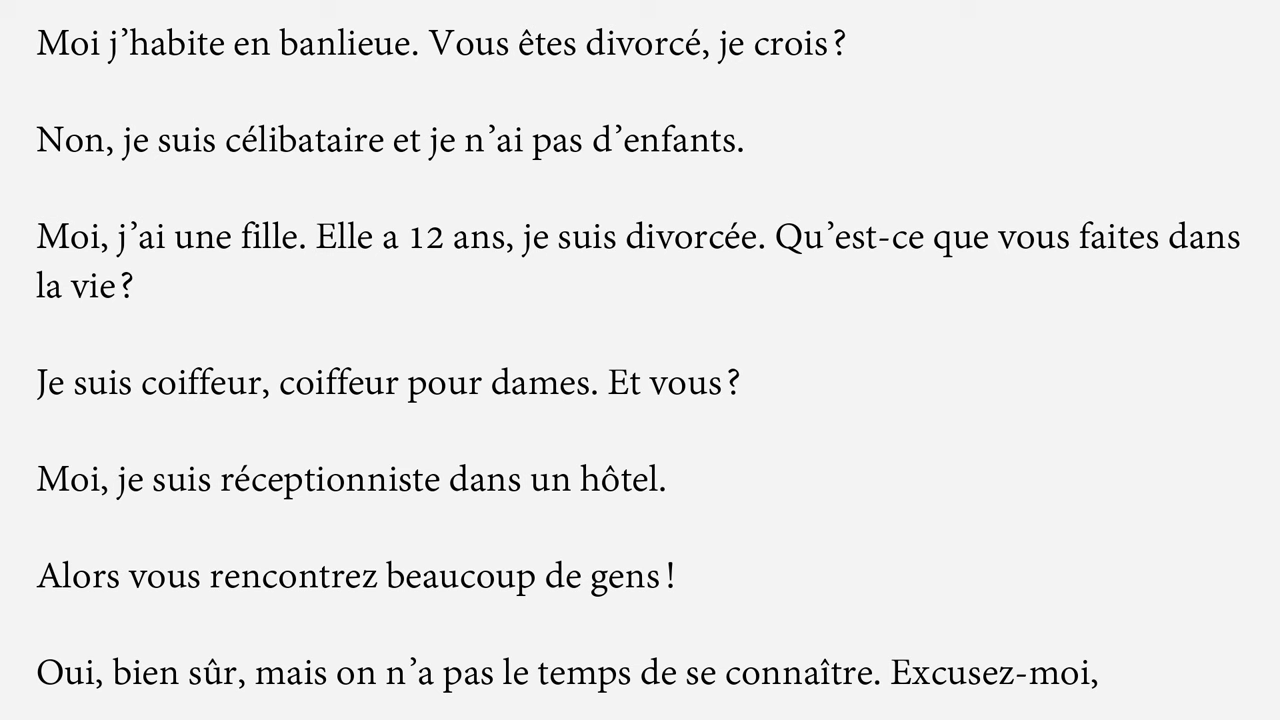 Moi j’habite en banlieue. Vous êtes divorcé, je crois ?
Non, je suis célibataire et je n’ai pas d’enfants.
Moi, j’ai une fille. Elle a 12 ans, je suis divorcée. Qu’est-ce que vous faites dans
la vie ?
Je suis coiffeur, coiffeur pour dames. Et vous ?
Moi, je suis réceptionniste dans un hôtel.
Alors vous rencontrez beaucoup de gens !
Oui, bien sûr, mais on n’a pas le temps de se connaître. Excusez-moi,